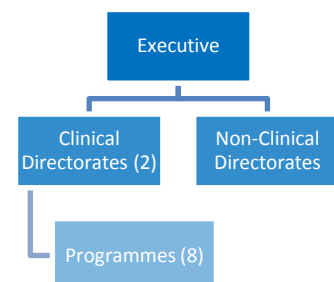 Executive
Clinical
Directorates (2)
Non-Clinical
Directorates
Programmes (8)